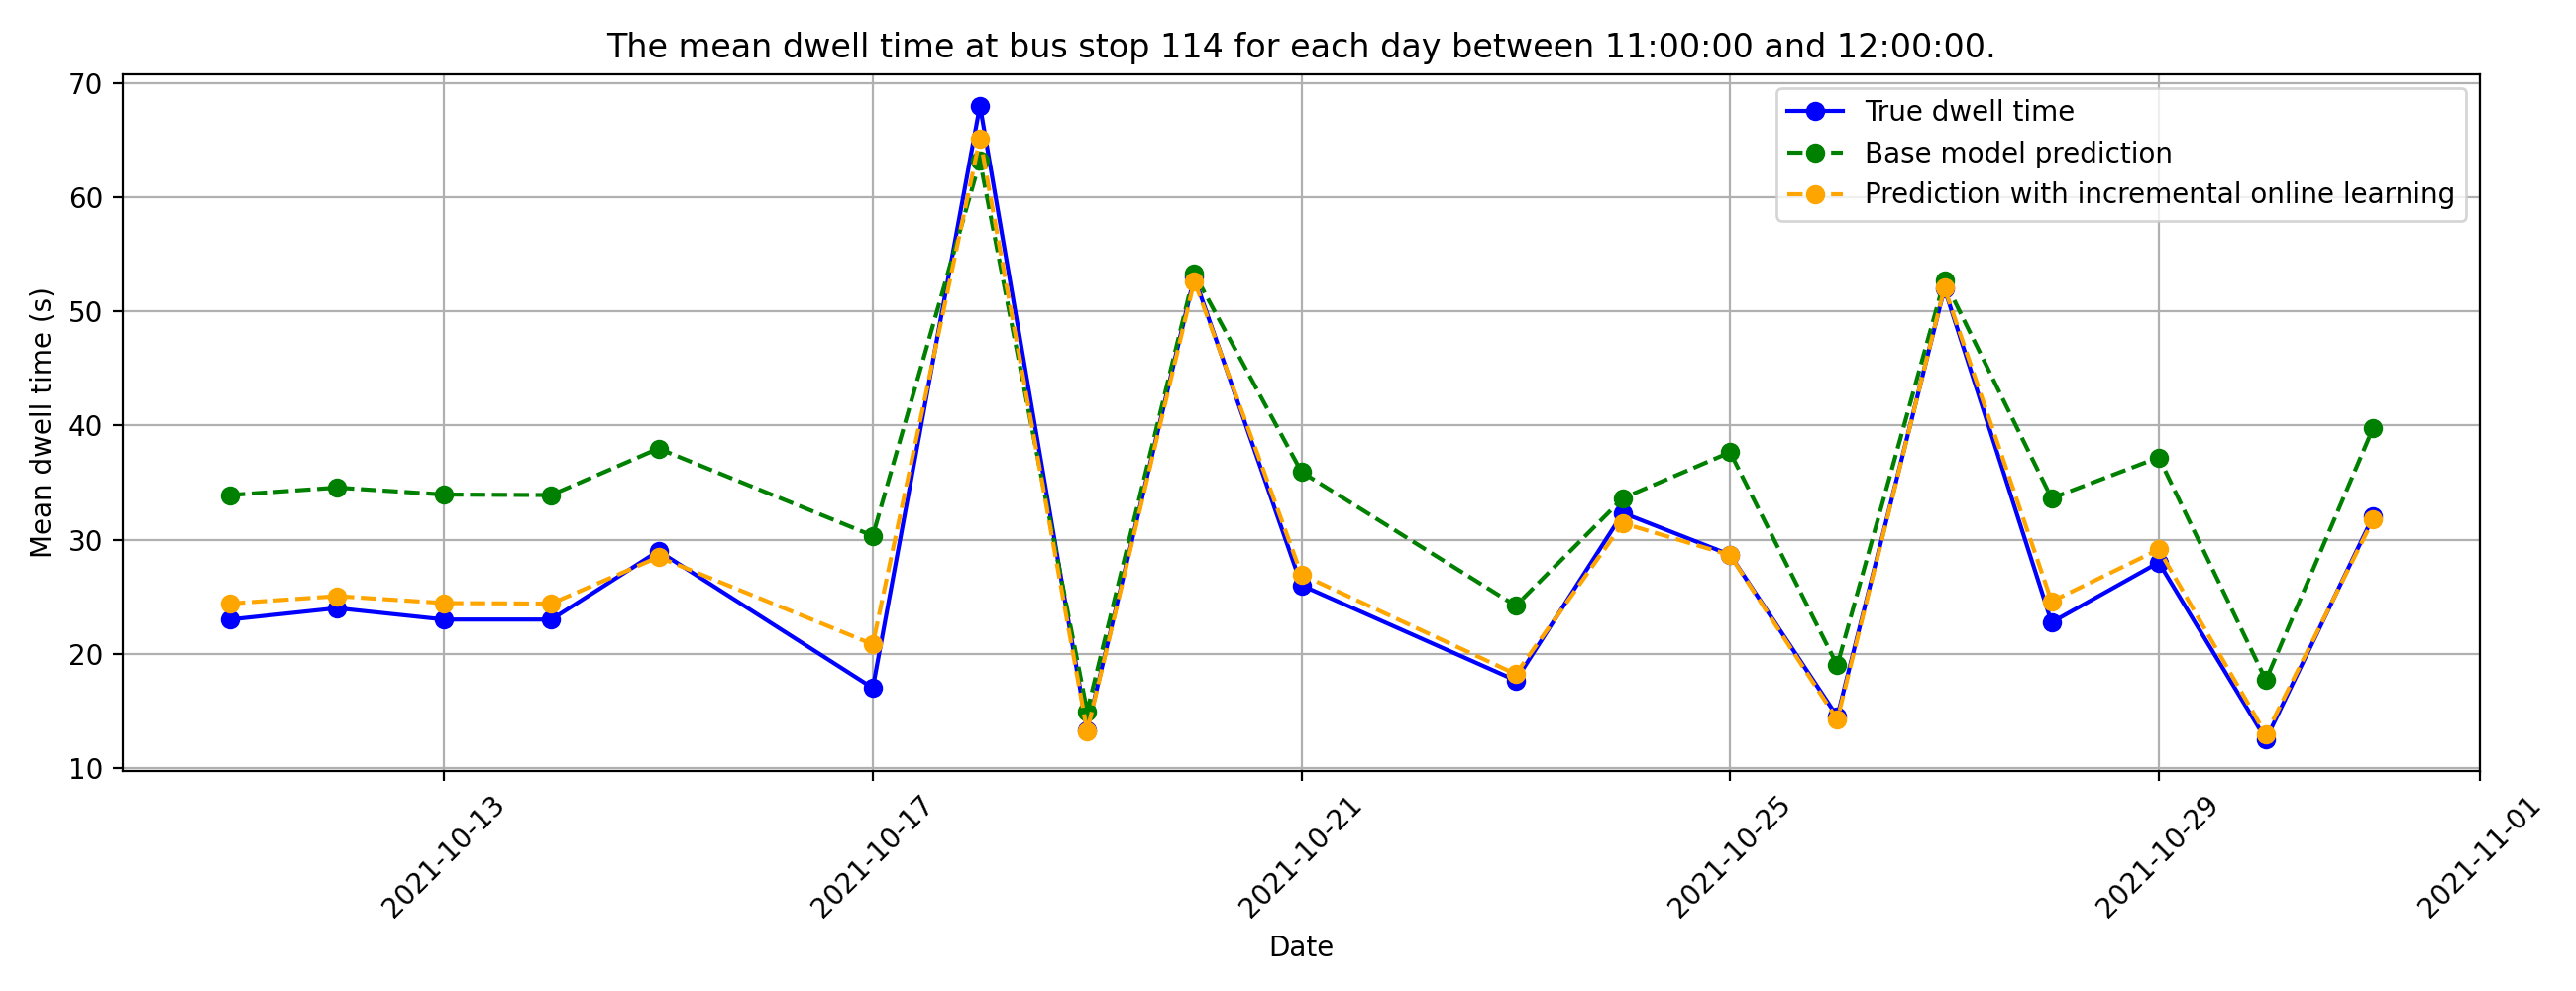 The mean dwell time at bus stop 114 for each day between 11:00:00 and 12:00:00.
True dwell time
Base model prediction
Prediction with incremental online learning
Mean dwell time (s)
70
60
50
40
30
20
10
2021-10-13
2021-10-17
2021-10-21
2021-10-25
2021-10-29
2021-11-01
Date